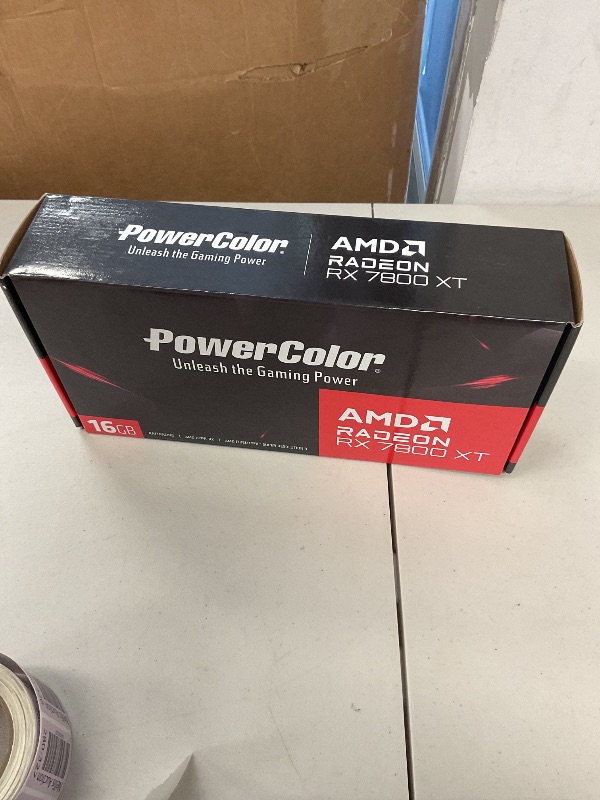 PowerColor
Unleash the Gaming Power
AMD
RADEON
RX 7800 XT
PowerColor
Unleash the Gaming Power
AMD
RADEON
RX 7800 XT
16GB